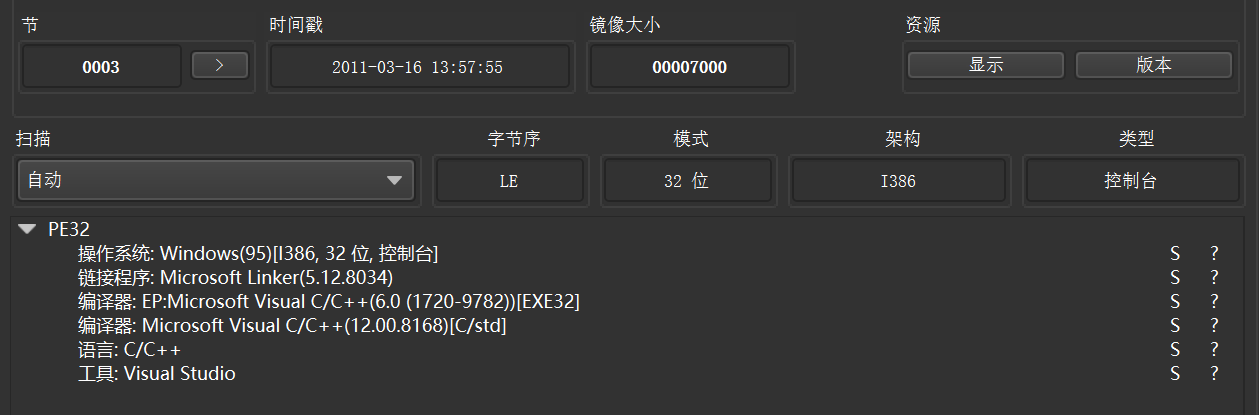 节 时间戳 镜像大小 资源
0003 > 2011-03-16 13:57:55 00007000 显示 版本
扫描 字节序 模式 架构 类型
自动 LE 32 位 I386 控制台
PE32
操作系统: Windows(95)[I386, 32 位, 控制台] S ?
链接程序: Microsoft Linker(5.12.8034) S ?
编译器: EP:Microsoft Visual C/C++(6.0 (1720-9782))[EXE32] S ?
编译器: Microsoft Visual C/C++(12.00.8168)[C/std] S ?
语言: C/C++ S ?
工具: Visual Studio S ?